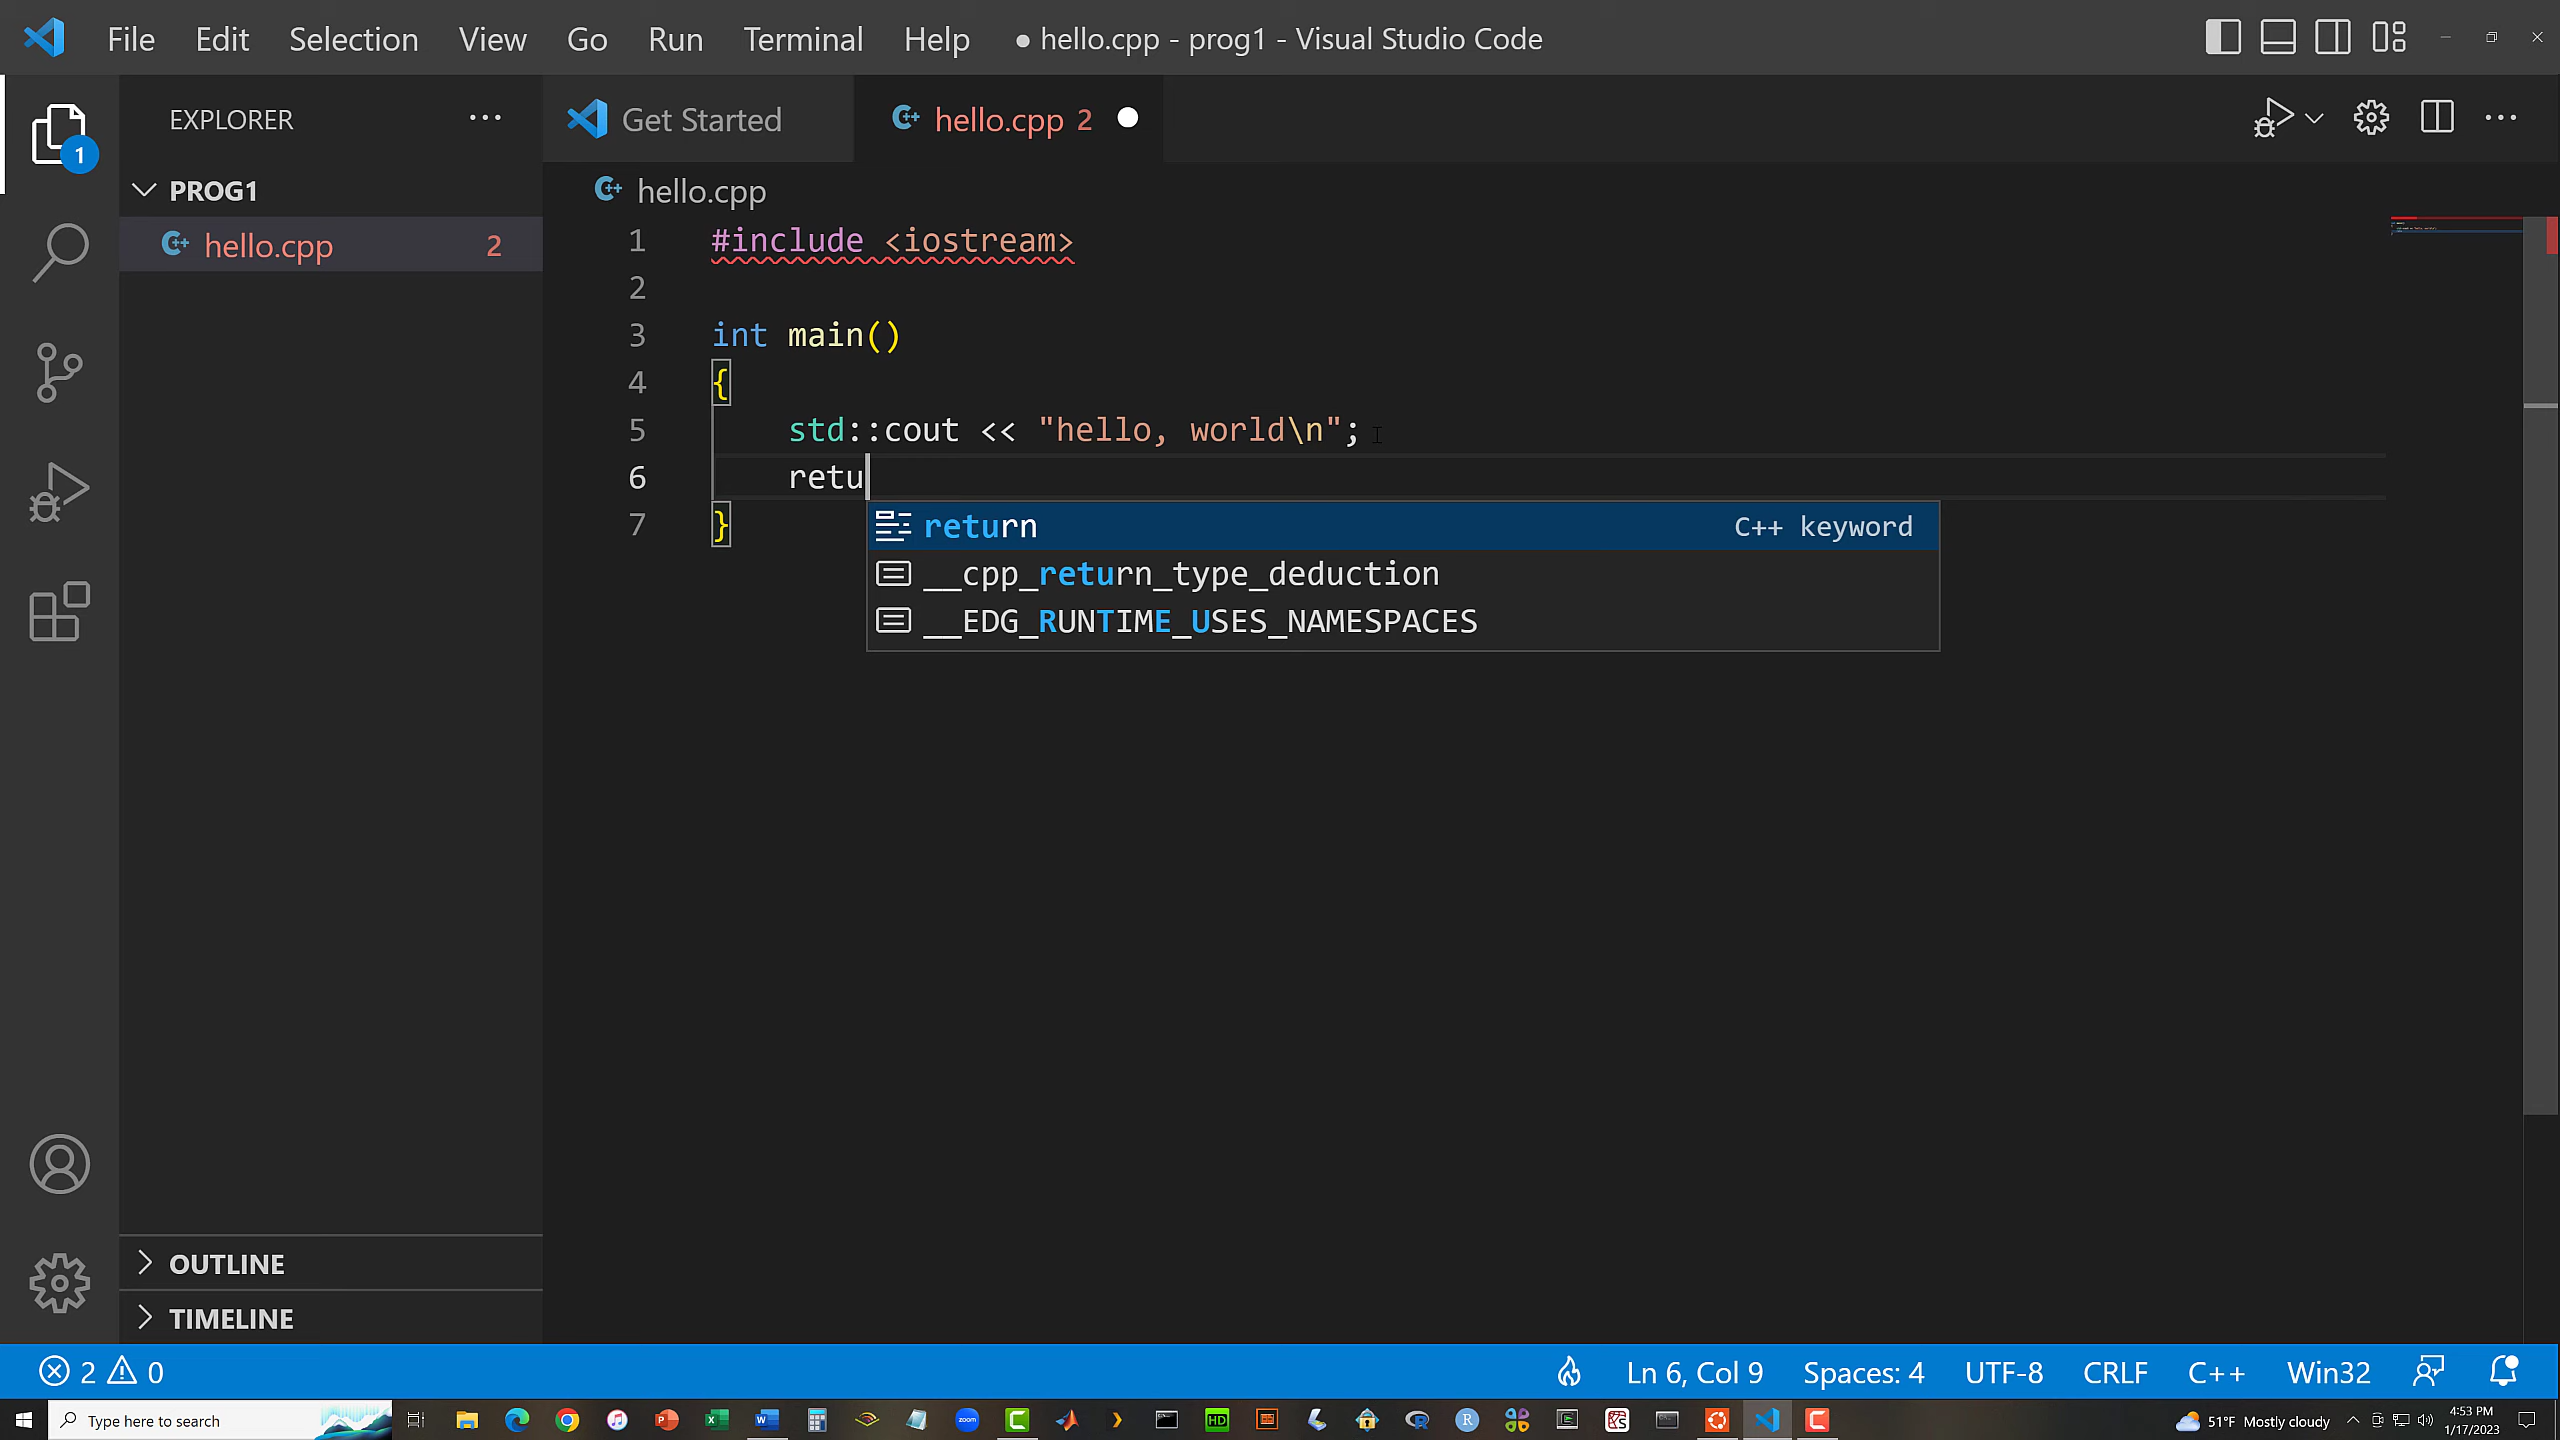 File Edit Selection View Go Run Terminal Help ● hello.cpp - prog1 - Visual Studio Code
EXPLORER ···
Get Started
hello.cpp 2
1
PROG1
hello.cpp
hello.cpp 2
1 #include <iostream>
2
3 int main()
4 {
5 std::cout << "hello, world\n";
6 retu
7 }
return C++ keyword
__cpp_return_type_deduction
__EDG_RUNTIME_USES_NAMESPACES
OUTLINE
TIMELINE
2 0 Ln 6, Col 9 Spaces: 4 UTF-8 CRLF C++ Win32
Type here to search
zoom
HD
51°F Mostly cloudy
4:53 PM
1/17/2023